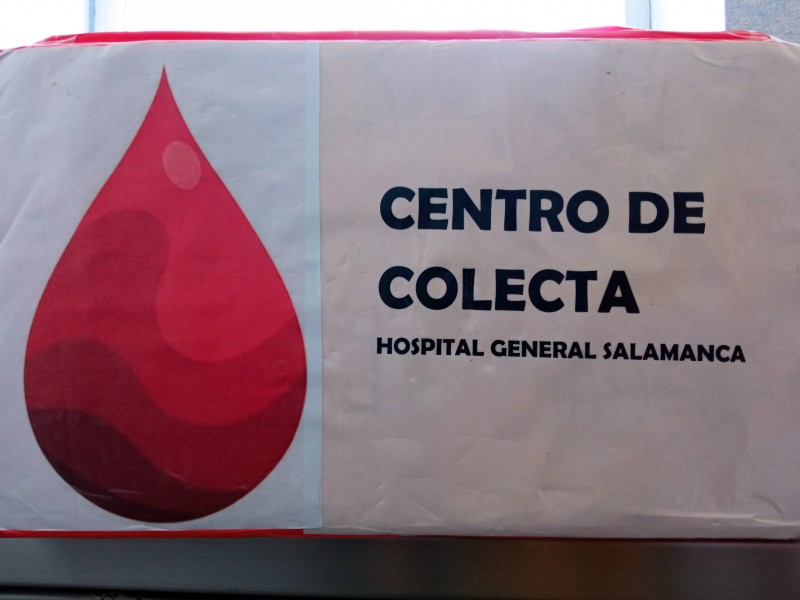 CENTRO DE
COLECTA
HOSPITAL GENERAL SALAMANCA